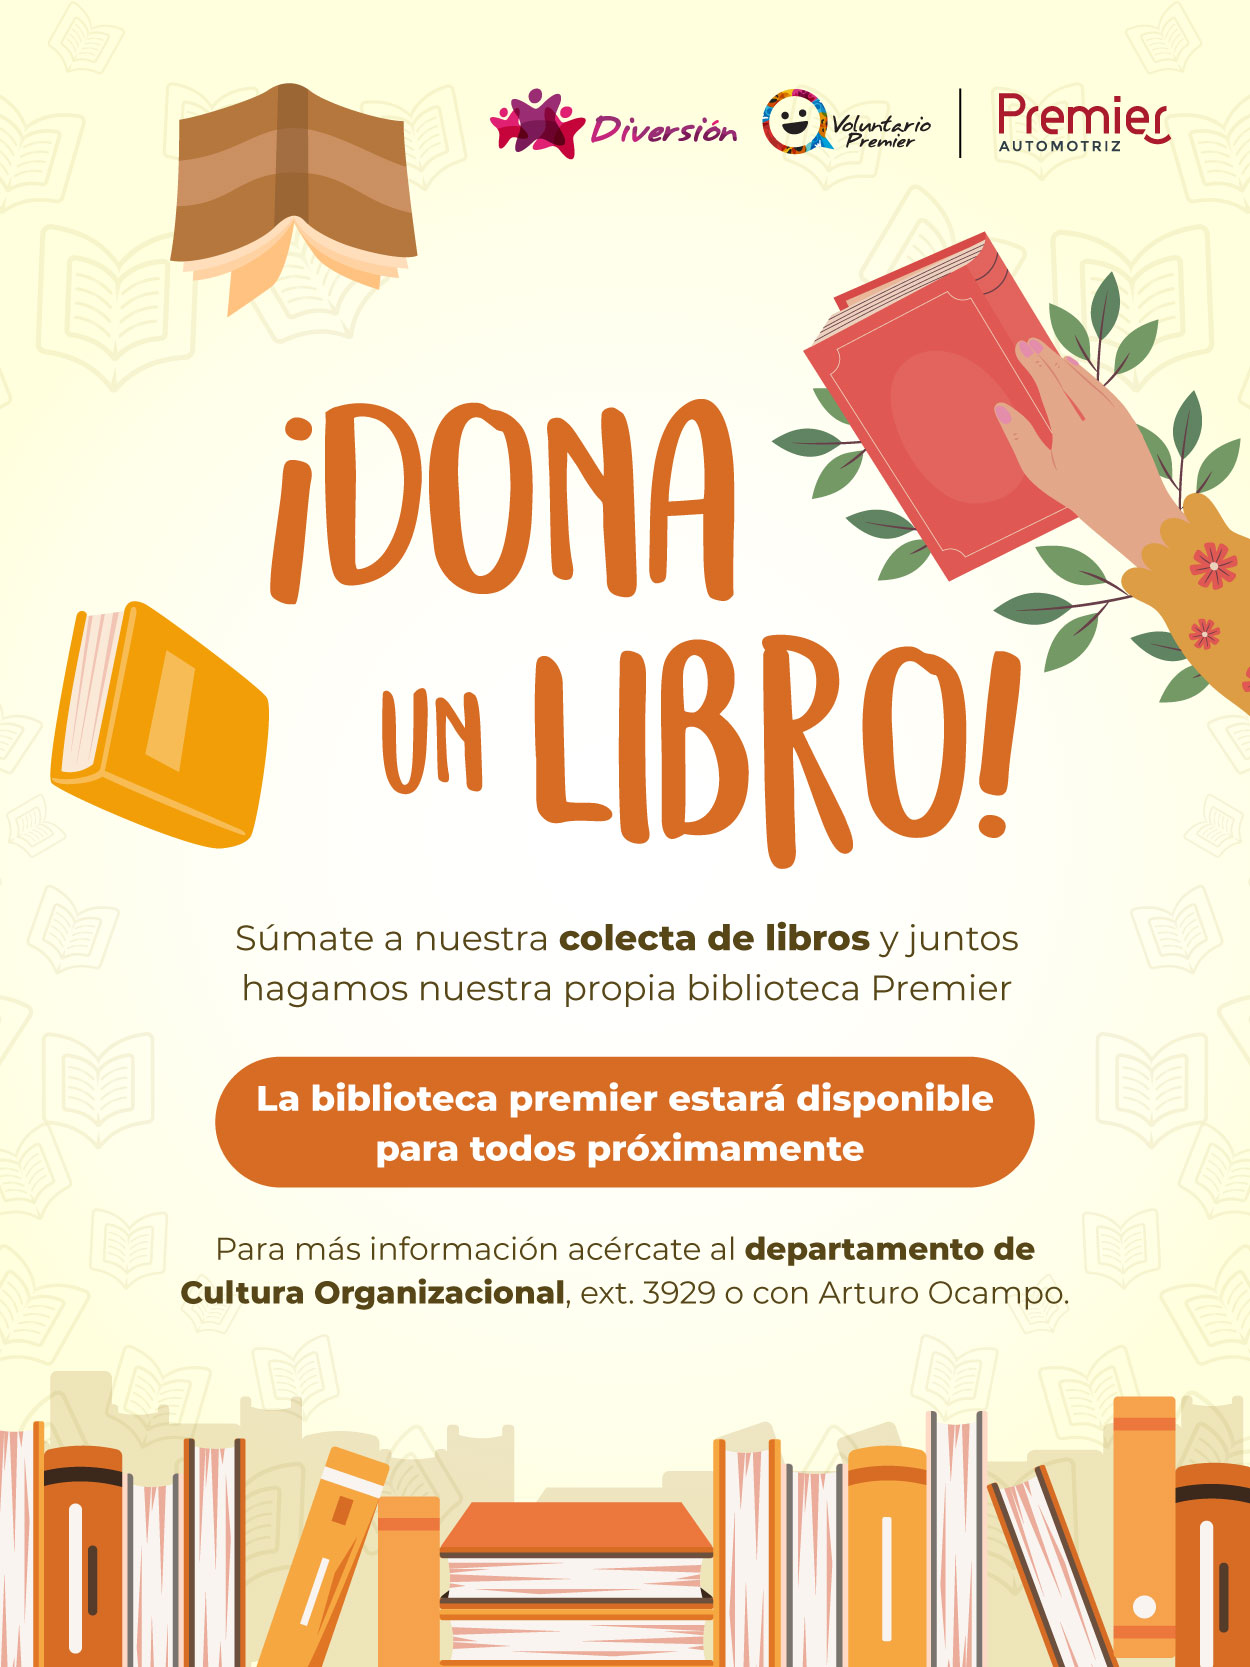 Diversión
Voluntario
Premier
Premier
AUTOMOTRIZ
¡DONA
UN LIBRO!
Súmate a nuestra colecta de libros y juntos
hagamos nuestra propia biblioteca Premier
La biblioteca premier estará disponible
para todos próximamente
Para más información acércate al departamento de
Cultura Organizacional, ext. 3929 o con Arturo Ocampo.